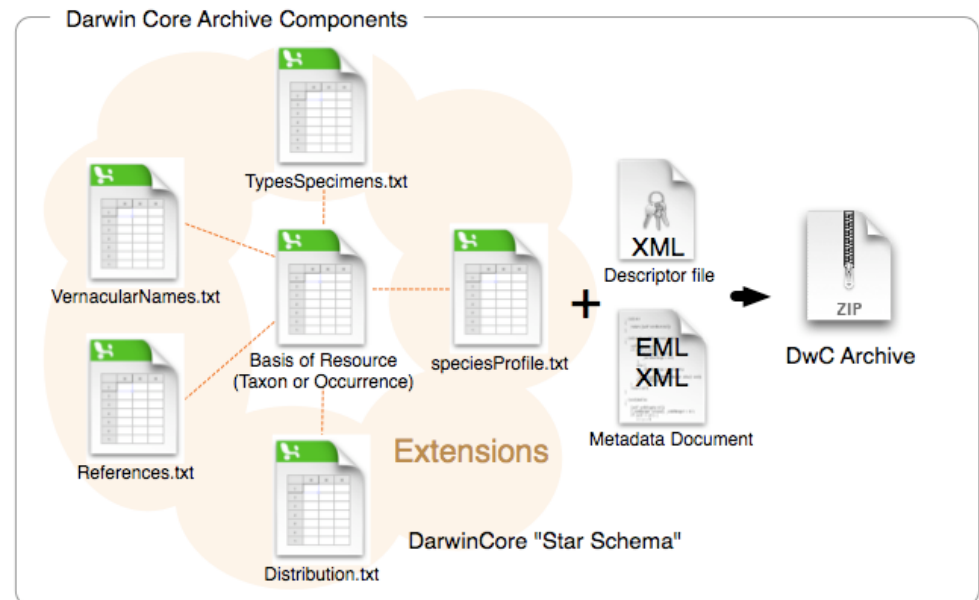 Darwin Core Archive Components
TypesSpecimens.txt
VernacularNames.txt
Basis of Resource
(Taxon or Occurrence)
speciesProfile.txt
References.txt
Extensions
Distribution.txt
DarwinCore "Star Schema"
+
XML
Descriptor file
EML
XML
Metadata Document
ZIP
DwC Archive